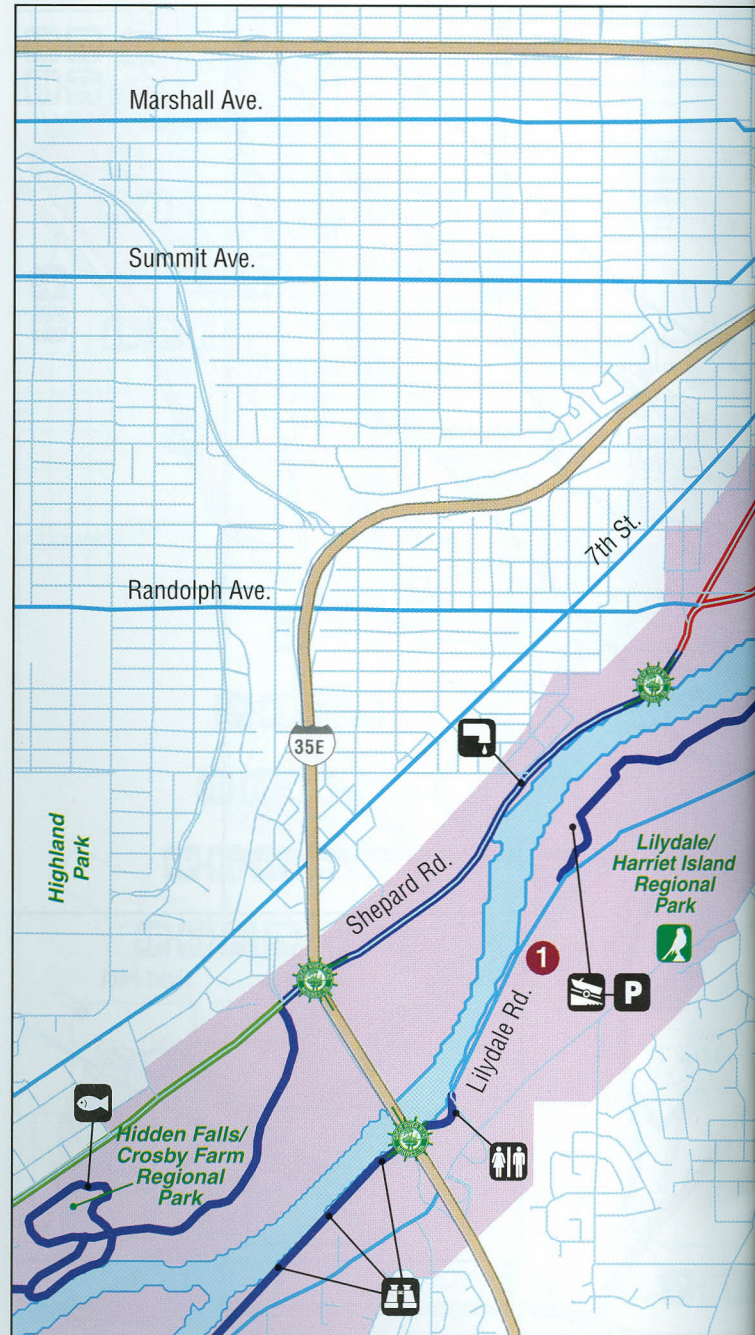 Marshall Ave.
Summit Ave.
7th St.
Randolph Ave.
35E
Highland
Park
Shepard Rd.
Lilydale/
Harriet Island
Regional
Park
1
P
Lilydale Rd.
Hidden Falls/
Crosby Farm
Regional
Park